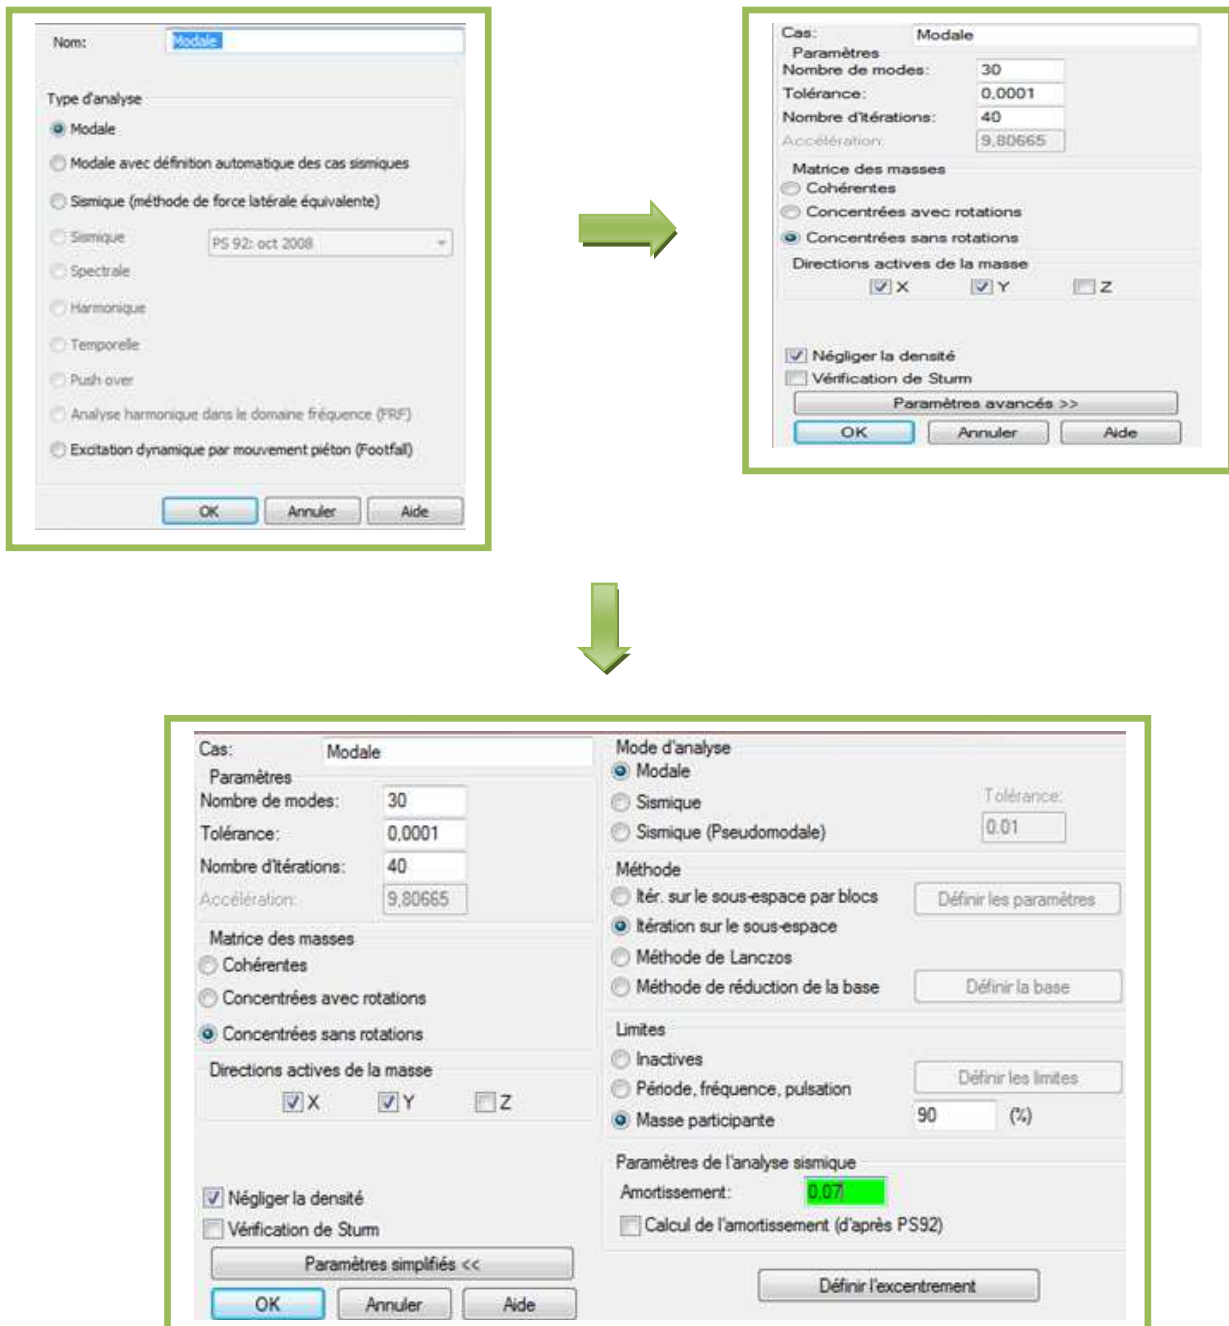 Nom: Modale
Type d'analyse
Modale
Modale avec définition automatique des cas sismiques
Sismique (méthode de force latérale équivalente)
Sismique PS 92: oct 2008
Spectrale
Harmonique
Temporelle
Push over
Analyse harmonique dans le domaine fréquence (FRF)
Excitation dynamique par mouvement piéton (Footfall)
OK Annuler Aide
Cas: Modale
Paramètres
Nombre de modes: 30
Tolérance: 0,0001
Nombre d'itérations: 40
Accélération: 9,80665
Matrice des masses
Cohérentes
Concentrées avec rotations
Concentrées sans rotations
Directions actives de la masse
X Y Z
Négliger la densité
Vérification de Sturm
Paramètres avancés >>
OK Annuler Aide
Cas: Modale
Paramètres
Nombre de modes: 30
Tolérance: 0,0001
Nombre d'itérations: 40
Accélération: 9,80665
Matrice des masses
Cohérentes
Concentrées avec rotations
Concentrées sans rotations
Directions actives de la masse
X Y Z
Négliger la densité
Vérification de Sturm
Paramètres simplifiés <<
OK Annuler Aide
Mode d'analyse
Modale
Sismique Tolérance:
Sismique (Pseudomodale) 0.01
Méthode
Itér. sur le sous-espace par blocs Définir les paramètres
Itération sur le sous-espace
Méthode de Lanczos
Méthode de réduction de la base Définir la base
Limites
Inactives
Période, fréquence, pulsation Définir les limites
Masse participante 90 (%)
Paramètres de l'analyse sismique
Amortissement: 0,07
Calcul de l'amortissement (d'après PS92)
Définir l'excentrement